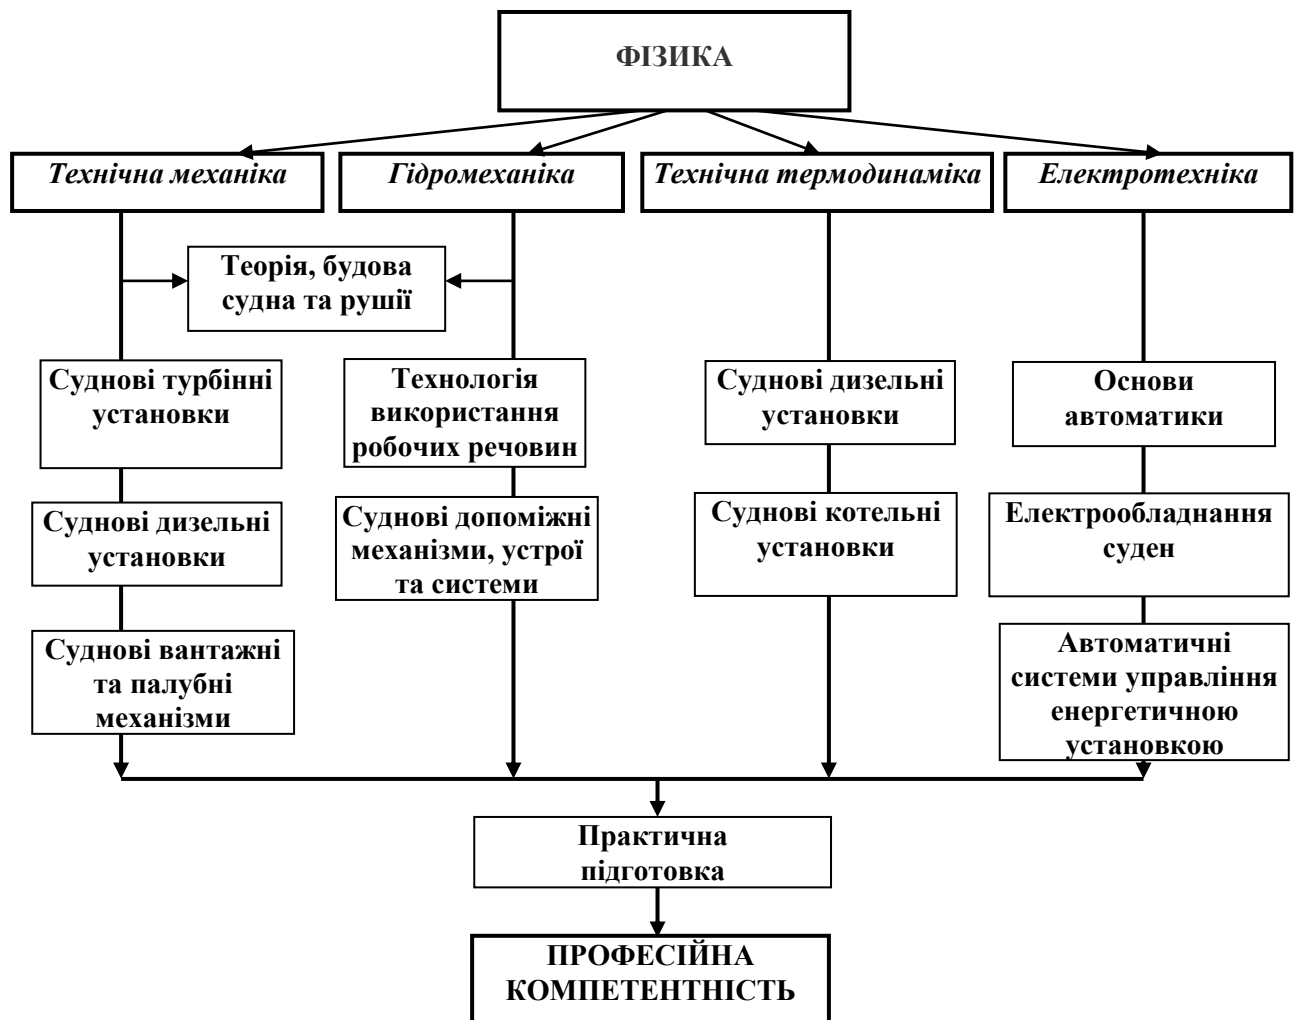 ФІЗИКА
Технічна механіка
Гідромеханіка
Технічна термодинаміка
Електротехніка
Теорія, будова
судна та рушії
Суднові турбінні
установки
Технологія
використання
робочих речовин
Суднові дизельні
установки
Основи
автоматики
Суднові дизельні
установки
Суднові допоміжні
механізми, устрої
та системи
Суднові котельні
установки
Електрообладнання
суден
Суднові вантажні
та палубні
механізми
Автоматичні
системи управління
енергетичною
установкою
Практична
підготовка
ПРОФЕСІЙНА
КОМПЕТЕНТНІСТЬ